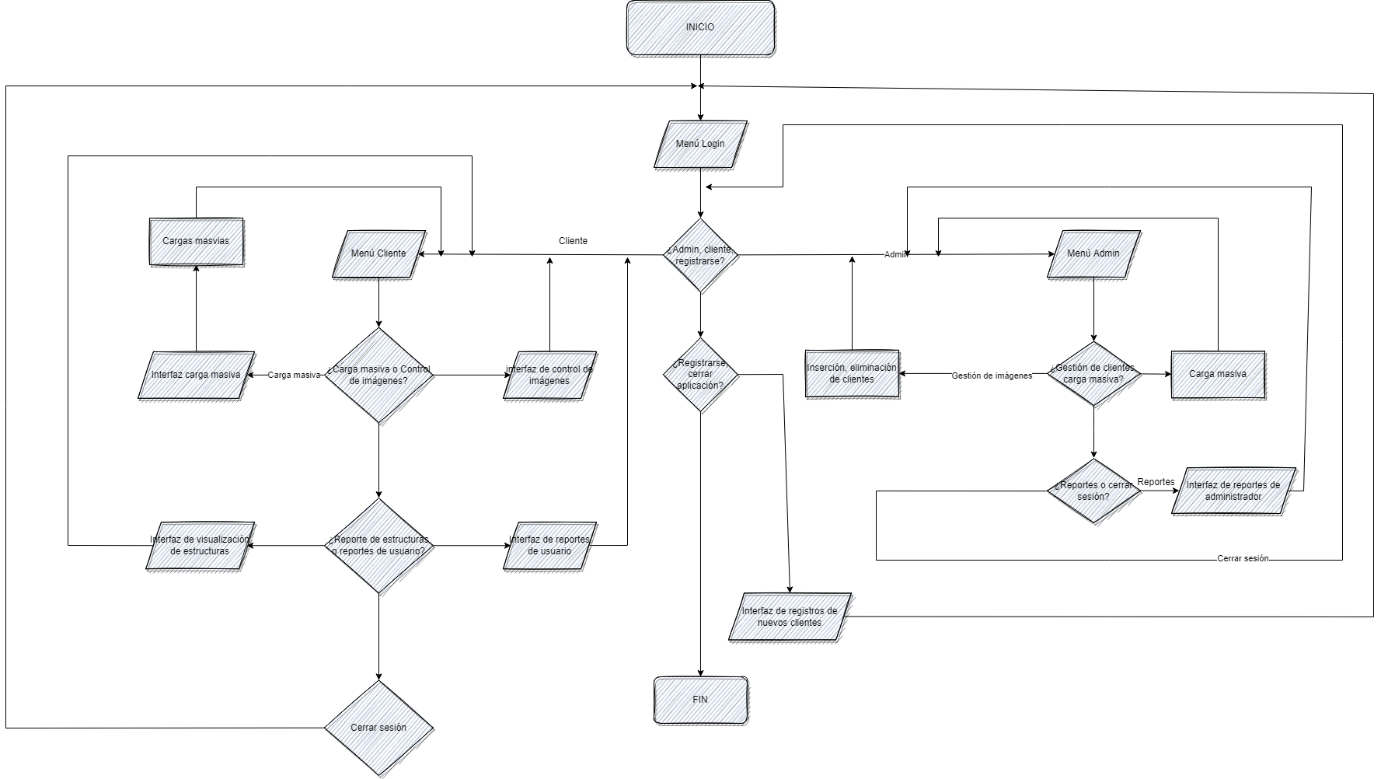 INICIO
Menú Login
Cargas masvias
Menú Cliente
Cliente
¿Admin, cliente,
registrarse?
Admin
Menú Admin
Interfaz carga masiva
Carga masiva
¿Carga masiva o Control
de imágenes?
interfaz de control de
imágenes
¿Registrarse,
cerrar
aplicación?
Inserción, eliminación
de clientes
Gestión de imágenes
¿Gestión de clientes,
carga masiva?
Carga masiva
¿Reportes o cerrar
sesión?
Reportes
Interfaz de reportes de
administrador
Interfaz de visualización
de estructuras
¿Reporte de estructuras
o reportes de usuario?
Interfaz de reportes
de usuario
Cerrar sesión
Interfaz de registros de
nuevos clientes
FIN
Cerrar sesión